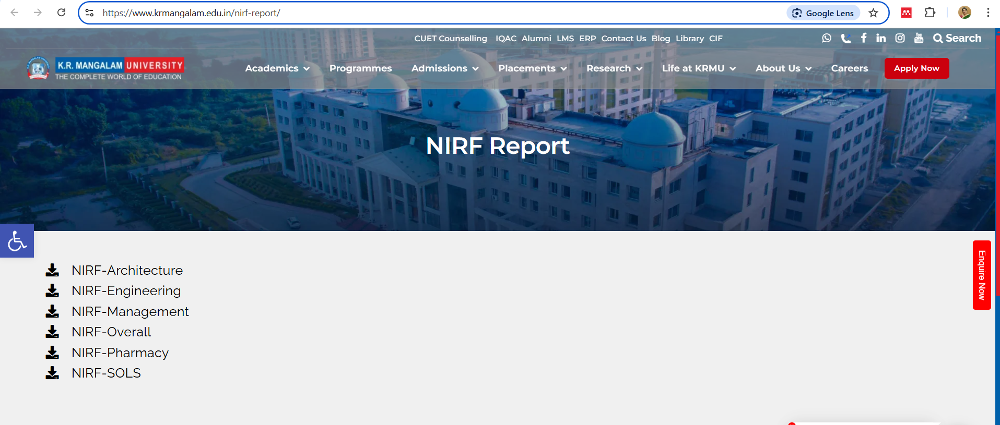 https://www.krmangalam.edu.in/nirf-report/
Google Lens
CUET Counselling IQAC Alumni LMS ERP Contact Us Blog Library CIF
You Tube
Search
K.R. MANGALAM UNIVERSITY
THE COMPLETE WORLD OF EDUCATION
Academics Programmes Admissions Placements Research Life at KRMU About Us Careers Apply Now
NIRF Report
NIRF-Architecture
NIRF-Engineering
NIRF-Management
NIRF-Overall
NIRF-Pharmacy
NIRF-SOLS
Enquire Now